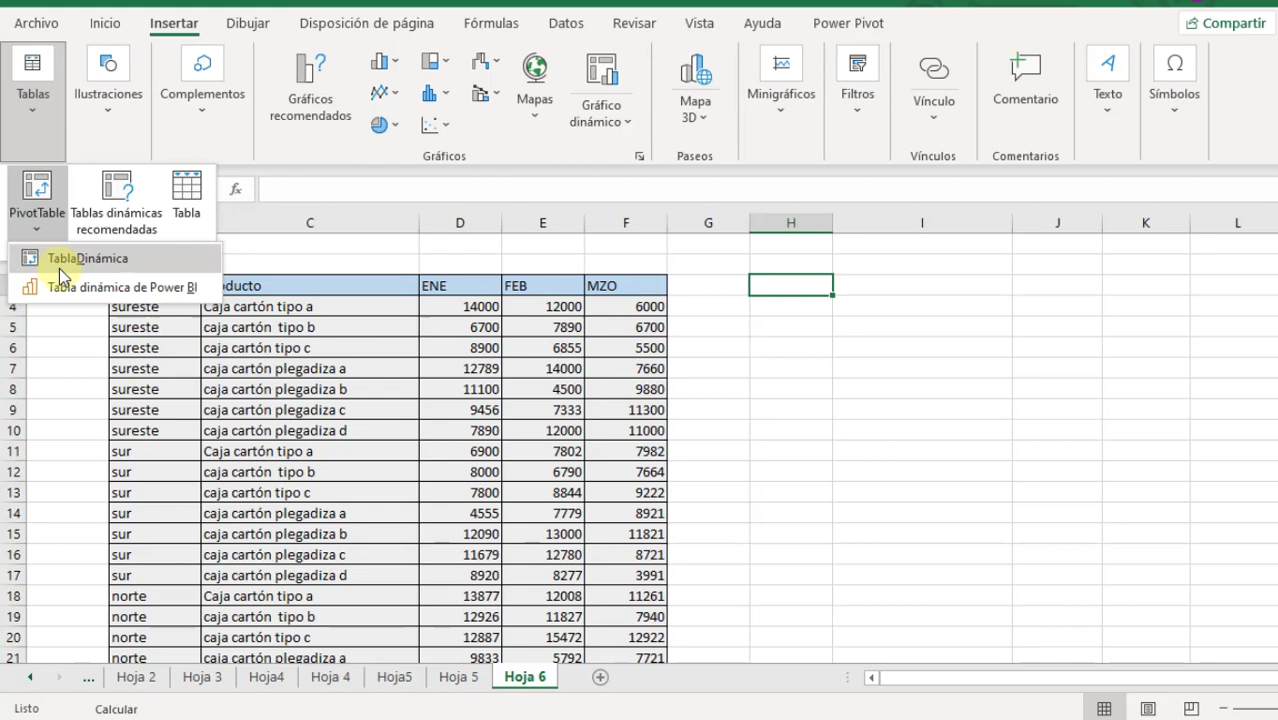 Archivo Inicio Insertar Dibujar Disposición de página Fórmulas Datos Revisar Vista Ayuda Power Pivot Compartir
Tablas Ilustraciones Complementos Gráficos recomendados Mapas Gráfico dinámico Mapa 3D Minigráficos Filtros Vínculo Comentario Texto Símbolos
Gráficos Paseos Vínculos Comentarios
PivotTable Tablas dinámicas recomendadas Tabla
fx
TablaDinámica
Tabla dinámica de Power BI
C D E F G H I J K L
ENE FEB MZO
4 sureste Caja cartón tipo a 14000 12000 6000
5 sureste caja cartón tipo b 6700 7890 6700
6 sureste caja cartón tipo c 8900 6855 5500
7 sureste caja cartón plegadiza a 12789 14000 7660
8 sureste caja cartón plegadiza b 11100 4500 9880
9 sureste caja cartón plegadiza c 9456 7333 11300
10 sureste caja cartón plegadiza d 7890 12000 11000
11 sur Caja cartón tipo a 6900 7802 7982
12 sur caja cartón tipo b 8000 6790 7664
13 sur caja cartón tipo c 7800 8844 9222
14 sur caja cartón plegadiza a 4555 7779 8921
15 sur caja cartón plegadiza b 12090 13000 11821
16 sur caja cartón plegadiza c 11679 12780 8721
17 sur caja cartón plegadiza d 8920 8277 3991
18 norte Caja cartón tipo a 13877 12008 11261
19 norte caja cartón tipo b 12926 11827 7940
20 norte caja cartón tipo c 12887 15472 12922
21 norte caja cartón plegadiza a 9833 5792 7721
... Hoja 2 Hoja 3 Hoja4 Hoja 4 Hoja5 Hoja 5 Hoja 6
Listo Calcular